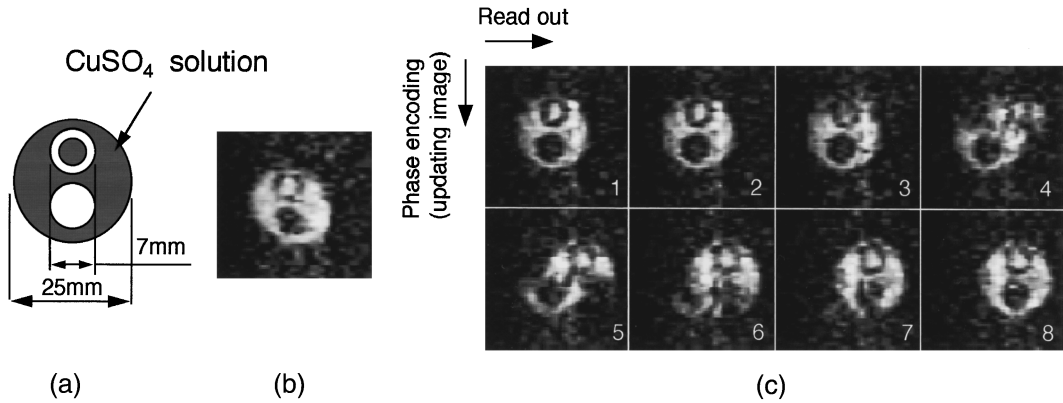 CuSO₄ solution
7mm
25mm
(a)
(b)
Read out
Phase encoding
(updating image)
1
2
3
4
5
6
7
8
(c)